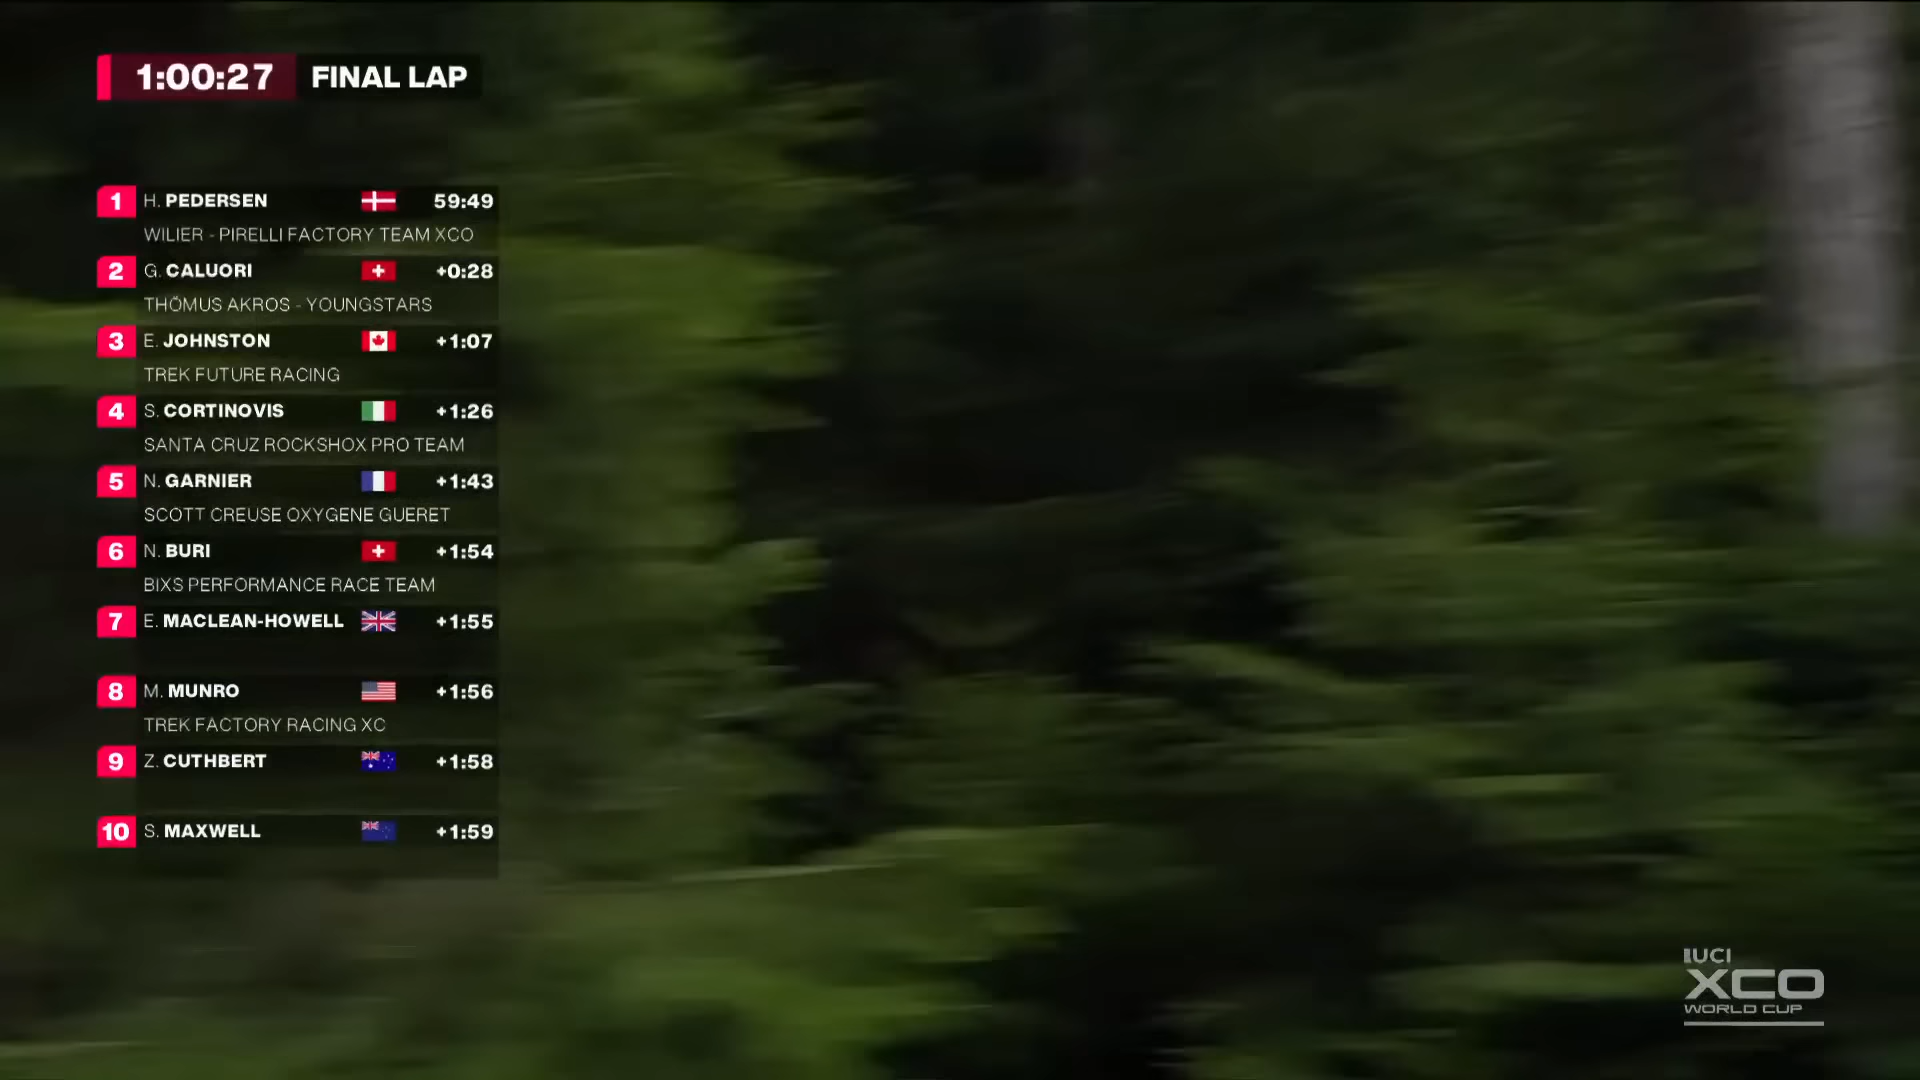 1:00:27 FINAL LAP
1 H. PEDERSEN 59:49
WILIER - PIRELLI FACTORY TEAM XCO
2 G. CALUORI +0:28
THÖMUS AKROS - YOUNGSTARS
3 E. JOHNSTON +1:07
TREK FUTURE RACING
4 S. CORTINOVIS +1:26
SANTA CRUZ ROCKSHOX PRO TEAM
5 N. GARNIER +1:43
SCOTT CREUSE OXYGENE GUERET
6 N. BURI +1:54
BIXS PERFORMANCE RACE TEAM
7 E. MACLEAN-HOWELL +1:55
8 M. MUNRO +1:56
TREK FACTORY RACING XC
9 Z. CUTHBERT +1:58
10 S. MAXWELL +1:59
UCI
XCO
WORLD CUP